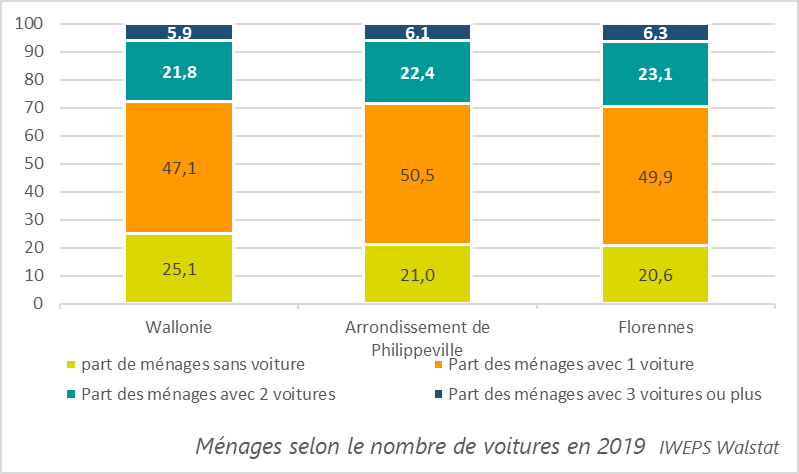 100
90
80
70
60
50
40
30
20
10
0
5,9
6,1
6,3
21,8
22,4
23,1
47,1
50,5
49,9
25,1
21,0
20,6
Wallonie
Arrondissement de
Philippeville
Florennes
part de ménages sans voiture
Part des ménages avec 1 voiture
Part des ménages avec 2 voitures
Part des ménages avec 3 voitures ou plus
Ménages selon le nombre de voitures en 2019 IWEPS Walstat